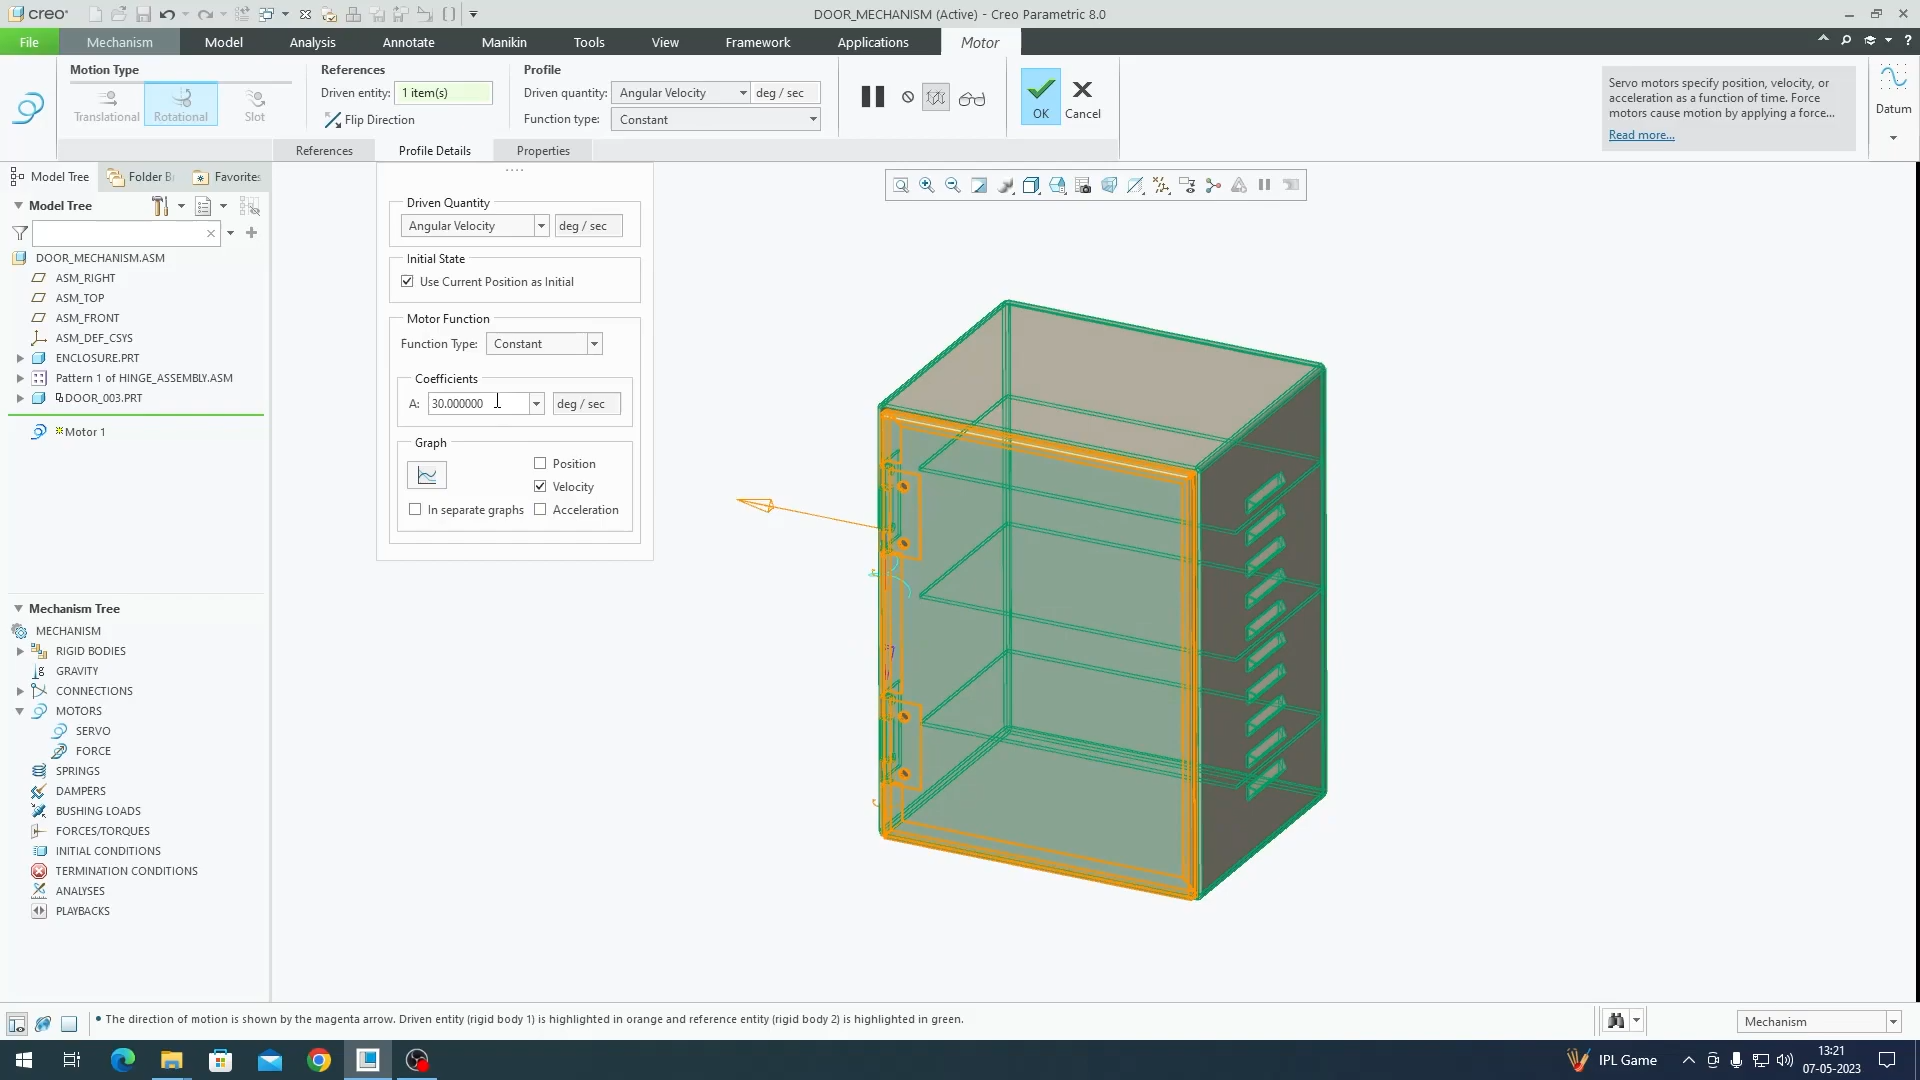 creo
DOOR_MECHANISM (Active) - Creo Parametric 8.0
File
Mechanism
Model
Analysis
Annotate
Manikin
Tools
View
Framework
Applications
Motor
Motion Type
Translational
Rotational
Slot
References
Driven entity: 1 item(s)
Flip Direction
Profile
Driven quantity: Angular Velocity deg / sec
Function type: Constant
OK
Cancel
Servo motors specify position, velocity, or
acceleration as a function of time. Force
motors cause motion by applying a force...
Read more...
Datum
References
Profile Details
Properties
Model Tree
Folder Br
Favorites
Model Tree
DOOR_MECHANISM.ASM
ASM_RIGHT
ASM_TOP
ASM_FRONT
ASM_DEF_CSYS
ENCLOSURE.PRT
Pattern 1 of HINGE_ASSEMBLY.ASM
DOOR_003.PRT
Motor 1
Driven Quantity
Angular Velocity deg / sec
Initial State
Use Current Position as Initial
Motor Function
Function Type: Constant
Coefficients
A: 30.000000 deg / sec
Graph
Position
Velocity
In separate graphs
Acceleration
Mechanism Tree
MECHANISM
RIGID BODIES
GRAVITY
CONNECTIONS
MOTORS
SERVO
FORCE
SPRINGS
DAMPERS
BUSHING LOADS
FORCES/TORQUES
INITIAL CONDITIONS
TERMINATION CONDITIONS
ANALYSES
PLAYBACKS
• The direction of motion is shown by the magenta arrow. Driven entity (rigid body 1) is highlighted in orange and reference entity (rigid body 2) is highlighted in green.
Mechanism
IPL Game
13:21
07-05-2023